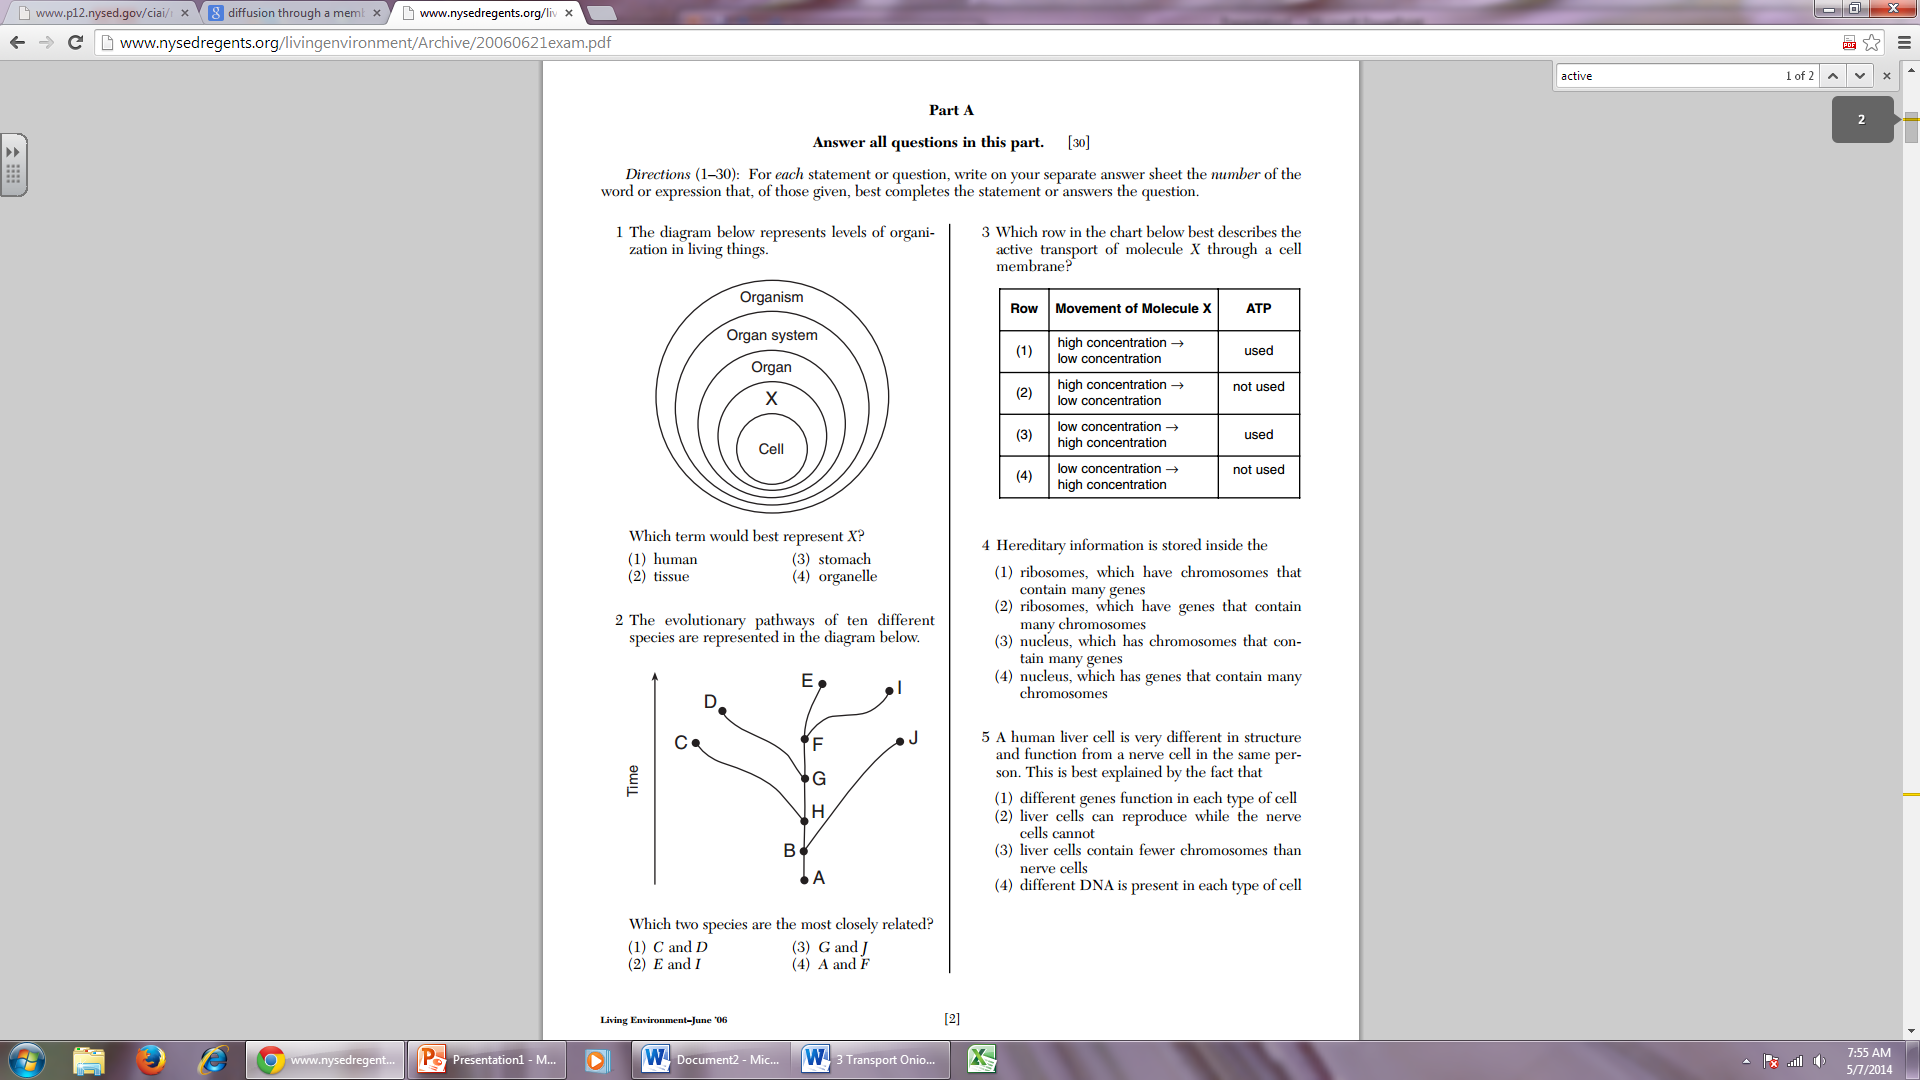 www.p12.nysed.gov/ciai/
diffusion through a mem
www.nysedregents.org/liv
www.nysedregents.org/livingenvironment/Archive/20060621exam.pdf
active
1 of 2
2
Part A
Answer all questions in this part. [30]
Directions (1–30): For each statement or question, write on your separate answer sheet the number of the
word or expression that, of those given, best completes the statement or answers the question.
1 The diagram below represents levels of organi-
zation in living things.
Organism
Organ system
Organ
X
Cell
Which term would best represent X?
(1) human (3) stomach
(2) tissue (4) organelle
2 The evolutionary pathways of ten different
species are represented in the diagram below.
Time
E
I
D
C
F
J
G
H
B
A
Which two species are the most closely related?
(1) C and D (3) G and J
(2) E and I (4) A and F
3 Which row in the chart below best describes the
active transport of molecule X through a cell
membrane?
Row Movement of Molecule X ATP
(1) high concentration → low concentration used
(2) high concentration → low concentration not used
(3) low concentration → high concentration used
(4) low concentration → high concentration not used
4 Hereditary information is stored inside the
(1) ribosomes, which have chromosomes that
contain many genes
(2) ribosomes, which have genes that contain
many chromosomes
(3) nucleus, which has chromosomes that con-
tain many genes
(4) nucleus, which has genes that contain many
chromosomes
5 A human liver cell is very different in structure
and function from a nerve cell in the same per-
son. This is best explained by the fact that
(1) different genes function in each type of cell
(2) liver cells can reproduce while the nerve
cells cannot
(3) liver cells contain fewer chromosomes than
nerve cells
(4) different DNA is present in each type of cell
Living Environment–June '06
[2]
www.nysedregent...
Presentation1 - M...
Document2 - Mic...
3 Transport Onio...
7:55 AM
5/7/2014